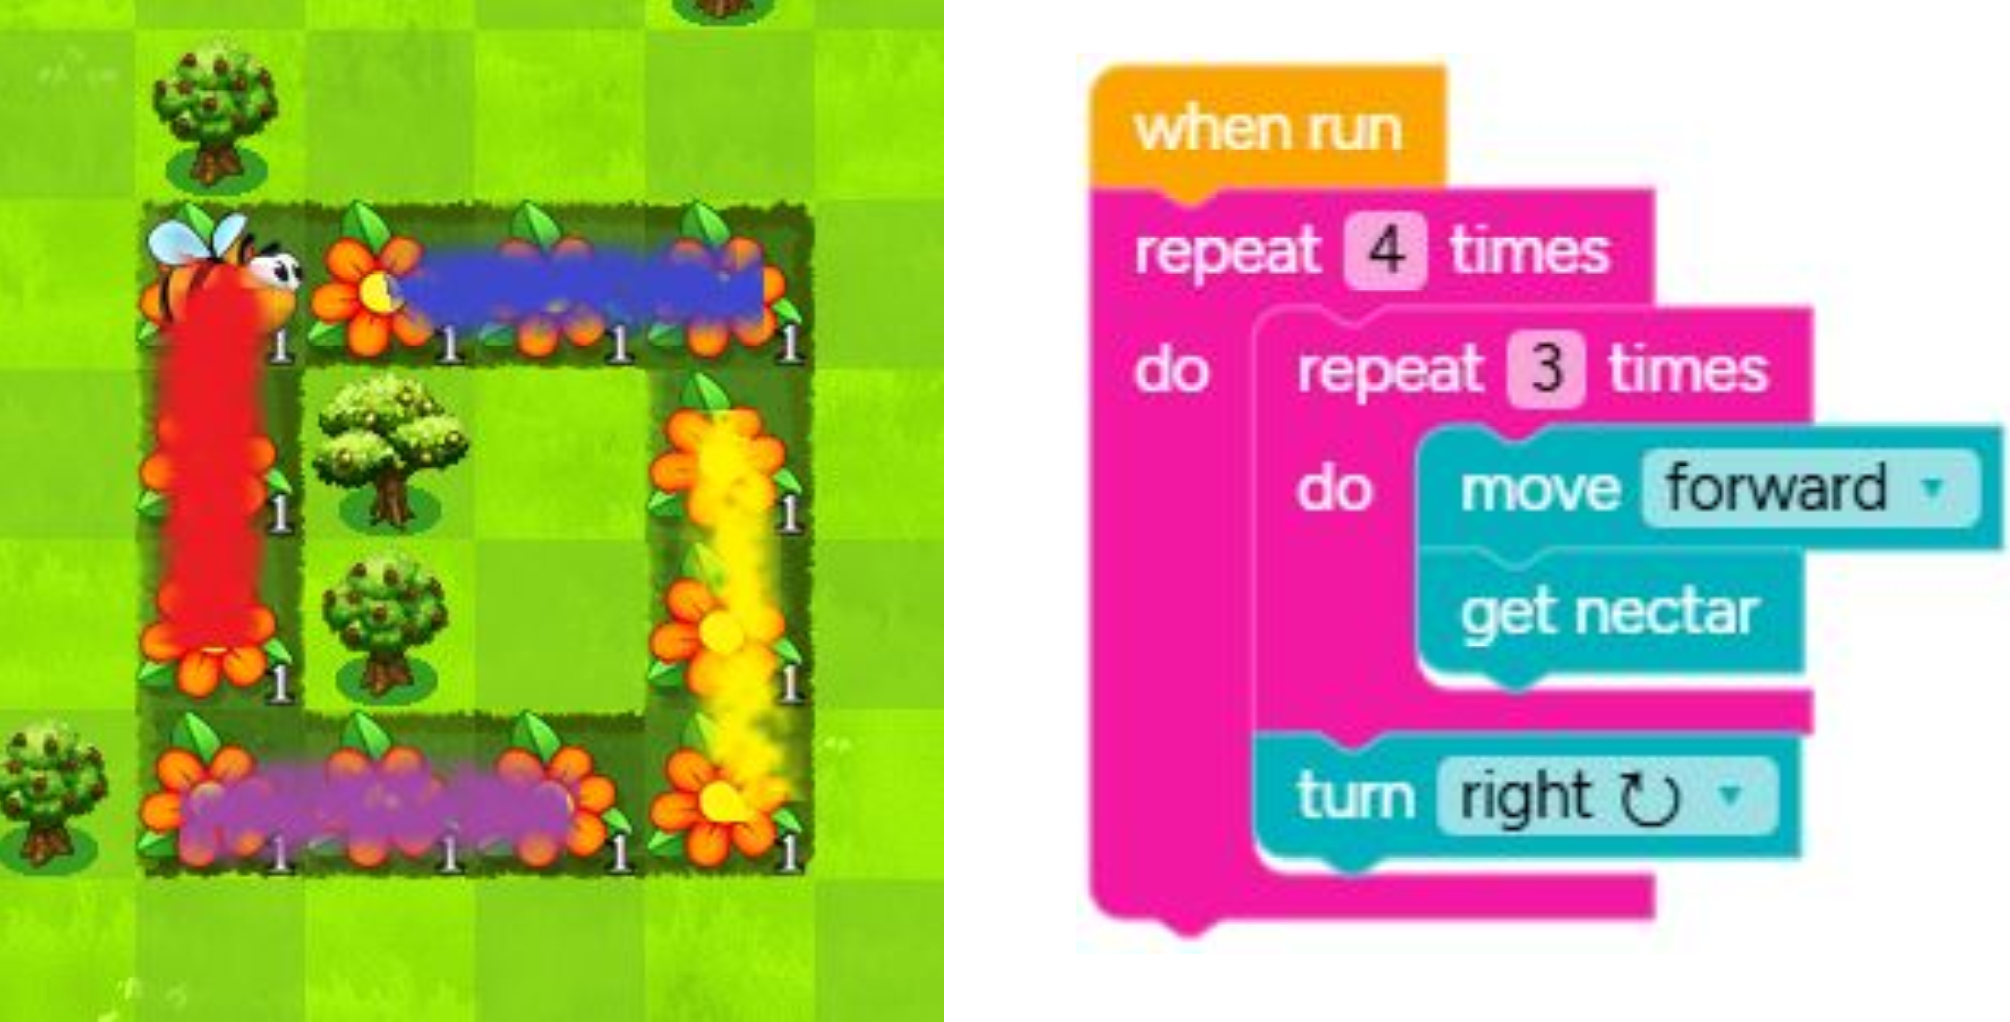 1 1 1 1
1 1
1 1
1 1 1 1
when run
repeat 4 times
do repeat 3 times
do move forward
get nectar
turn right